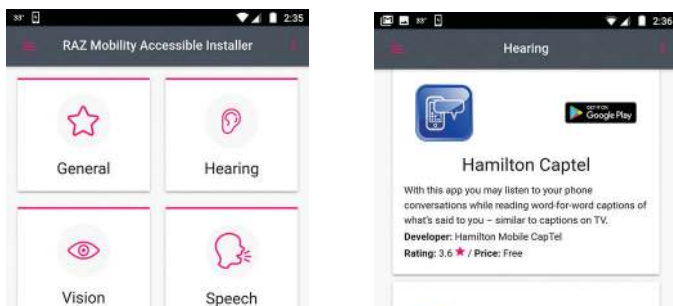 33° 2:35
RAZ Mobility Accessible Installer
General
Hearing
Vision
Speech
33° 2:36
Hearing
GET IT ON
Google Play
Hamilton Captel
With this app you may listen to your phone
conversations while reading word-for-word captions of
what's said to you – similar to captions on TV.
Developer: Hamilton Mobile CapTel
Rating: 3.6 ★ / Price: Free